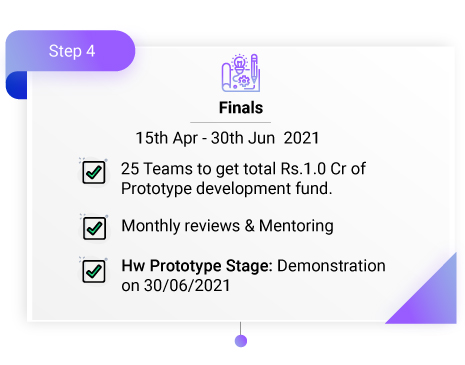 Step 4
Finals
15th Apr - 30th Jun 2021
25 Teams to get total Rs.1.0 Cr of
Prototype development fund.
Monthly reviews & Mentoring
Hw Prototype Stage: Demonstration
on 30/06/2021